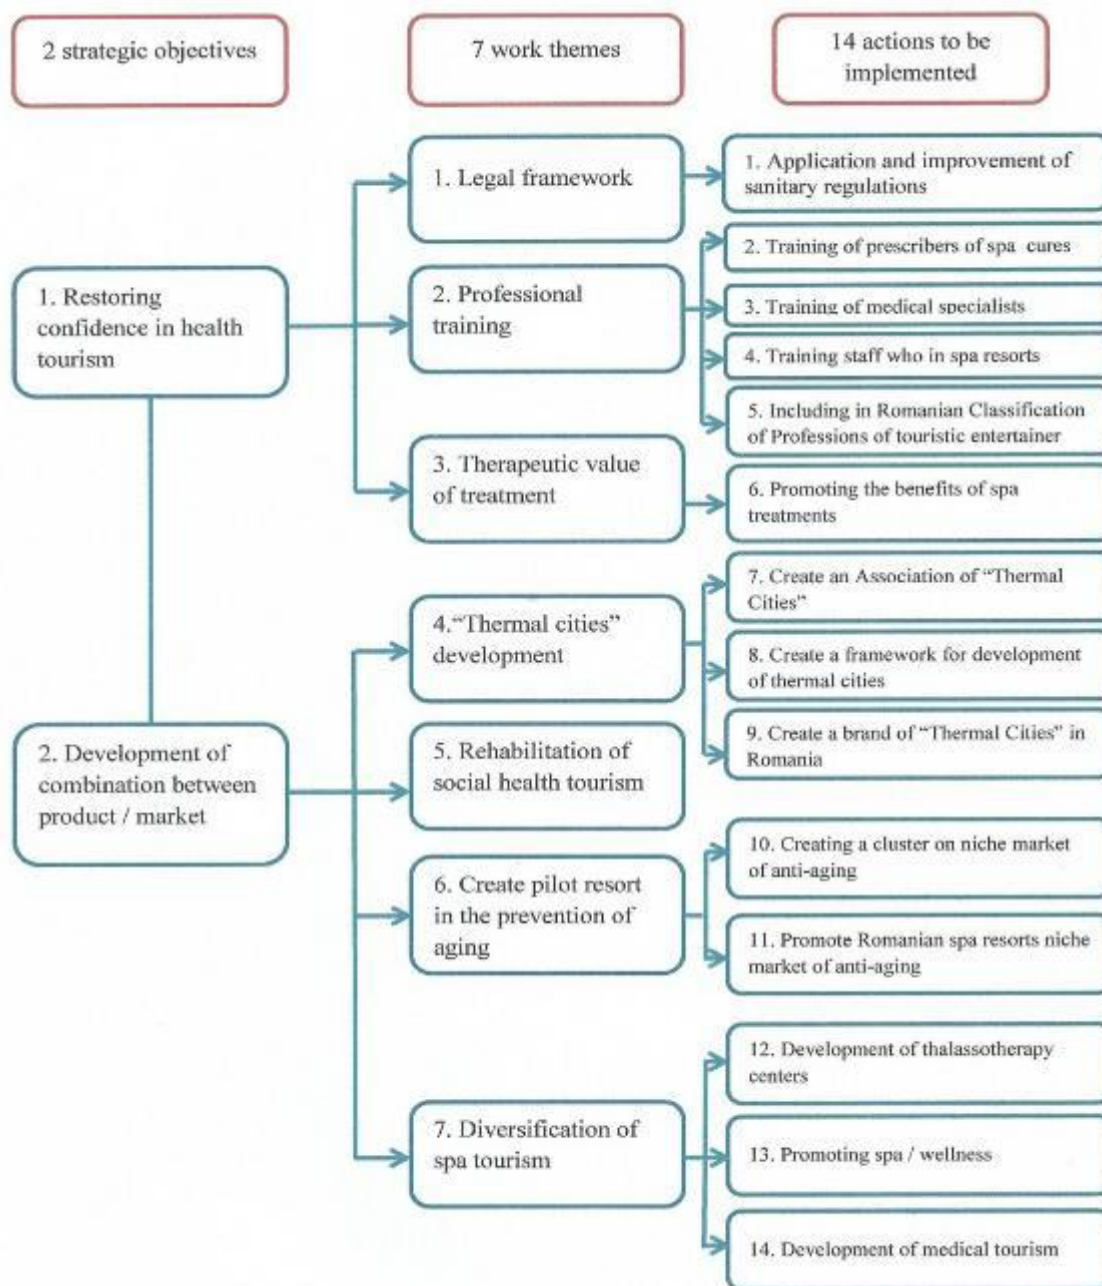 2 strategic objectives
7 work themes
14 actions to be
implemented
1. Legal framework
1. Application and improvement of
sanitary regulations
1. Restoring
confidence in health
tourism
2. Professional
training
2. Training of prescribers of spa cures
3. Training of medical specialists
4. Training staff who in spa resorts
5. Including in Romanian Classification
of Professions of touristic entertainer
3. Therapeutic value
of treatment
6. Promoting the benefits of spa
treatments
2. Development of
combination between
product / market
4."Thermal cities"
development
7. Create an Association of "Thermal
Cities"
8. Create a framework for development
of thermal cities
9. Create a brand of "Thermal Cities" in
Romania
5. Rehabilitation of
social health tourism
6. Create pilot resort
in the prevention of
aging
10. Creating a cluster on niche market
of anti-aging
11. Promote Romanian spa resorts niche
market of anti-aging
7. Diversification of
spa tourism
12. Development of thalassotherapy
centers
13. Promoting spa / wellness
14. Development of medical tourism